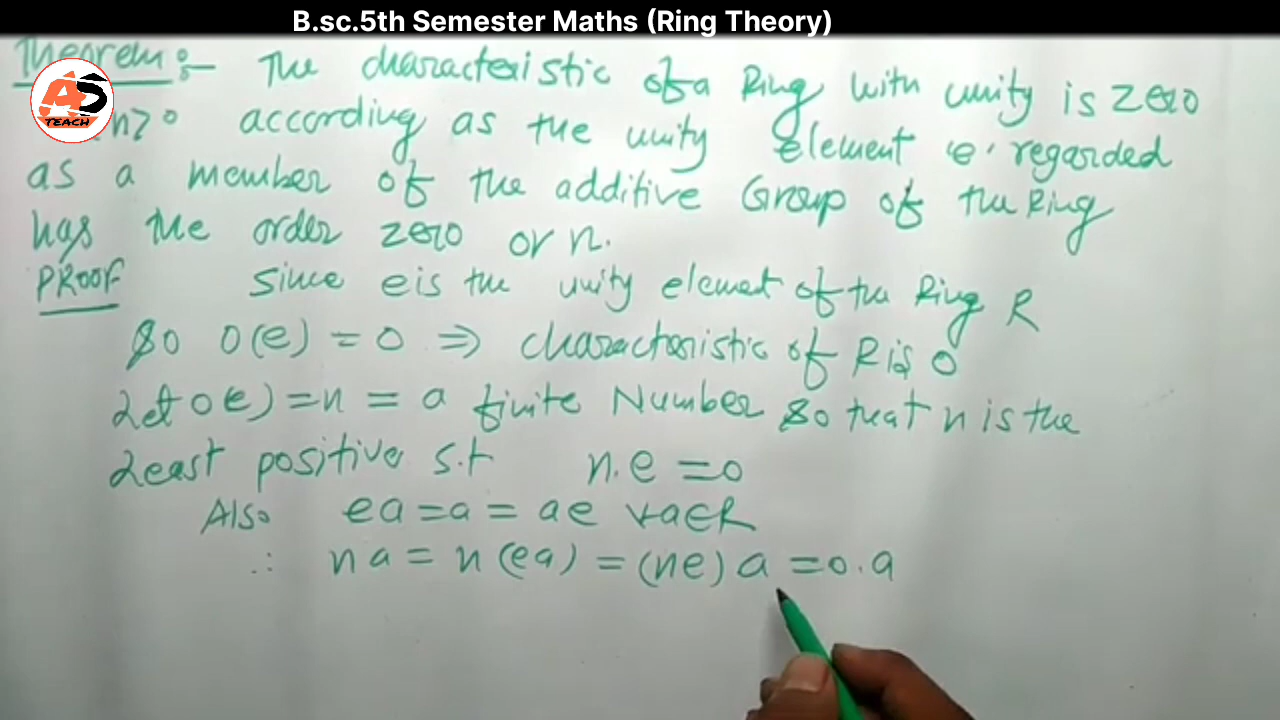 B.sc.5th Semester Maths (Ring Theory)
Theorem :- The characteristic of a Ring with unity is zero
AS TEACH
n>0 according as the unity element 'e' regarded
as a member of the additive Group of the Ring
has the order zero or n.
PROOF Since e is the unity element of the Ring R
So O(e) = 0 ⇒ characteristic of R is 0
Let O(e) = n = a finite Number so that n is the
Least positive s.t n.e = 0
Also ea = a = ae ∀ a∈R
∴ na = n(ea) = (ne) a = 0.a